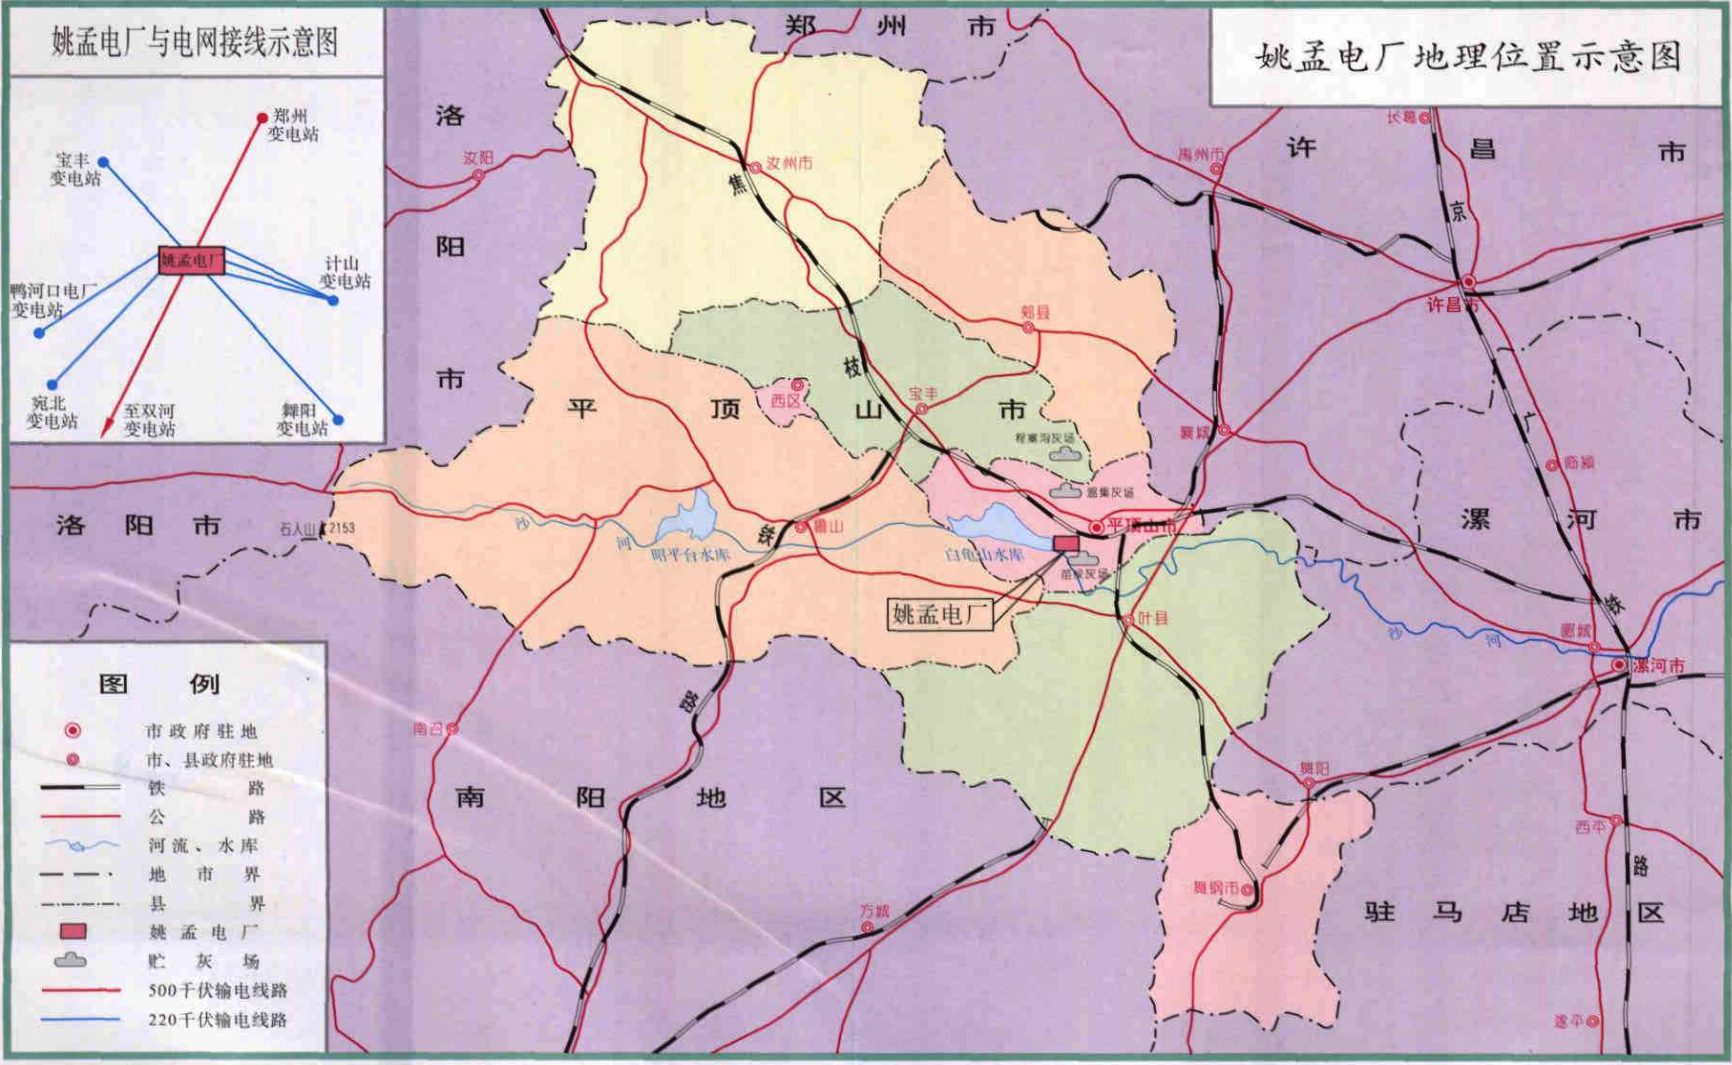 姚孟电厂与电网接线示意图
郑州
变电站
宝丰
变电站
姚孟电厂
计山
变电站
鸭河口电厂
变电站
宛北
变电站
至双河
变电站
舞阳
变电站
姚孟电厂地理位置示意图
郑州市
洛阳市
许昌市
汝阳
汝州市
禹州市
长葛
焦
京
许昌市
郏县
枝
广
西区
宝丰
平顶山市
程寨沟灰场
襄城
临颍
洛阳市
石人山
2153
沙
河
昭平台水库
鲁山
铁
白龟山水库
平顶山市
漯河市
姚孟电厂
叶县
铁
郾城
沙
河
漯河市
路
南召
南阳地区
舞阳
西平
舞钢市
路
方城
驻马店地区
遂平
图例
市政府驻地
市、县政府驻地
铁路
公路
河流、水库
地市界
县界
姚孟电厂
贮灰场
500千伏输电线路
220千伏输电线路